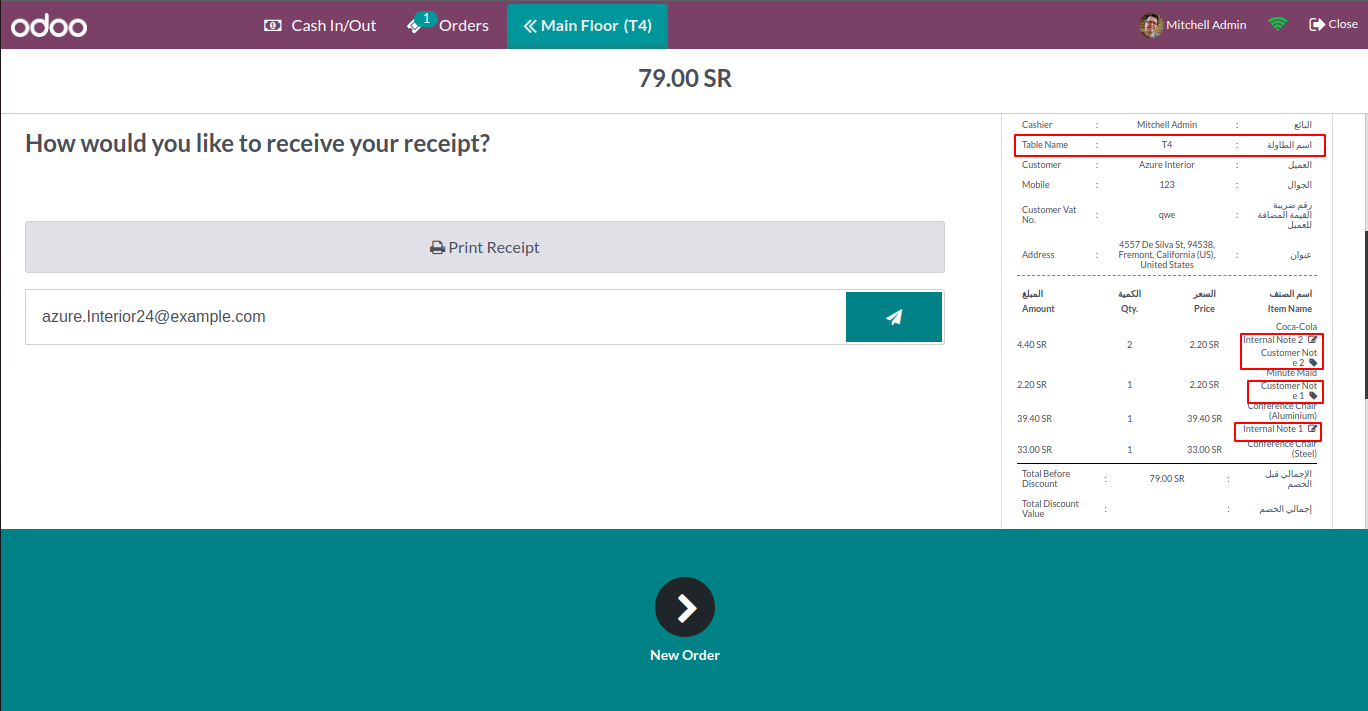 odoo
Cash In/Out
1
Orders
Main Floor (T4)
Mitchell Admin
Close
79.00 SR
How would you like to receive your receipt?
Print Receipt
azure.Interior24@example.com
Cashier : Mitchell Admin : البائع
Table Name : T4 : اسم الطاولة
Customer : Azure Interior : العميل
Mobile : 123 : الجوال
Customer Vat
No. : qwe : رقم ضريبة
القيمة المضافة
للعميل
Address : 4557 De Silva St, 94538,
Fremont, California (US),
United States : عنوان
المبلغ الكمية السعر اسم الصنف
Amount Qty. Price Item Name
Coca-Cola
Internal Note 2
Customer Not
e 2
4.40 SR 2 2.20 SR
Minute Maid
Customer Not
e 1
2.20 SR 1 2.20 SR
Conference Chair
(Aluminium)
Internal Note 1
39.40 SR 1 39.40 SR
Conference Chair
(Steel)
33.00 SR 1 33.00 SR
Total Before
Discount : 79.00 SR : الإجمالي قبل
الخصم
Total Discount
Value : : إجمالي الخصم
New Order